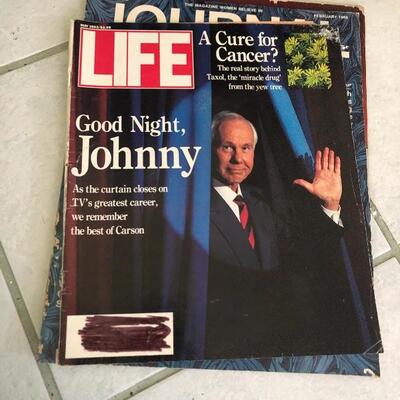 THE MAGAZINE WOMEN BELIEVE IN
FEBRUARY
JOURNAL
LIFE
A Cure for
Cancer?
The real story behind
Taxol, the 'miracle drug'
from the yew tree
Good Night,
Johnny
As the curtain closes on
TV's greatest career,
we remember
the best of Carson